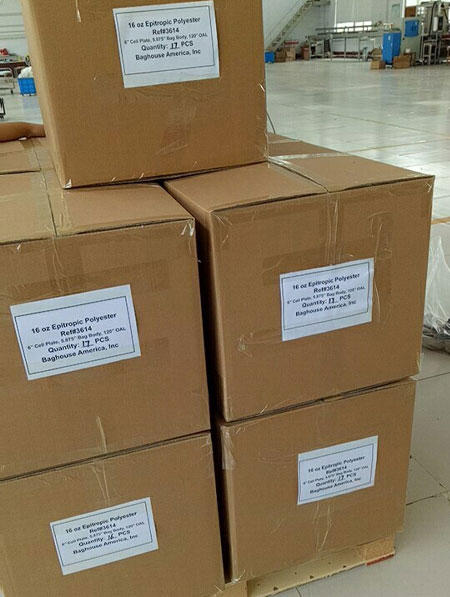 16 oz Epitropic Polyester
Ref#3614
6" Cell Plate, 5.875" Bag Body, 120" OAL
Quantity: 17 PCS
Baghouse America, Inc
16 oz Epitropic Polyester
Ref#3614
6" Cell Plate, 5.875" Bag Body, 120" OAL
Quantity: 17 PCS
Baghouse America, Inc
16 oz Epitropic Polyester
Ref#3614
6" Cell Plate, 5.875" Bag Body, 120" OAL
Quantity: 17 PCS
Baghouse America, Inc
16 oz Epitropic Polyester
Ref#3614
6" Cell Plate, 5.875" Bag Body, 120" OAL
Quantity: 16 PCS
Baghouse America, Inc
16 oz Epitropic Polyester
Ref#3614
6" Cell Plate, 5.875" Bag Body, 120" OAL
Quantity: 17 PCS
Baghouse America, Inc